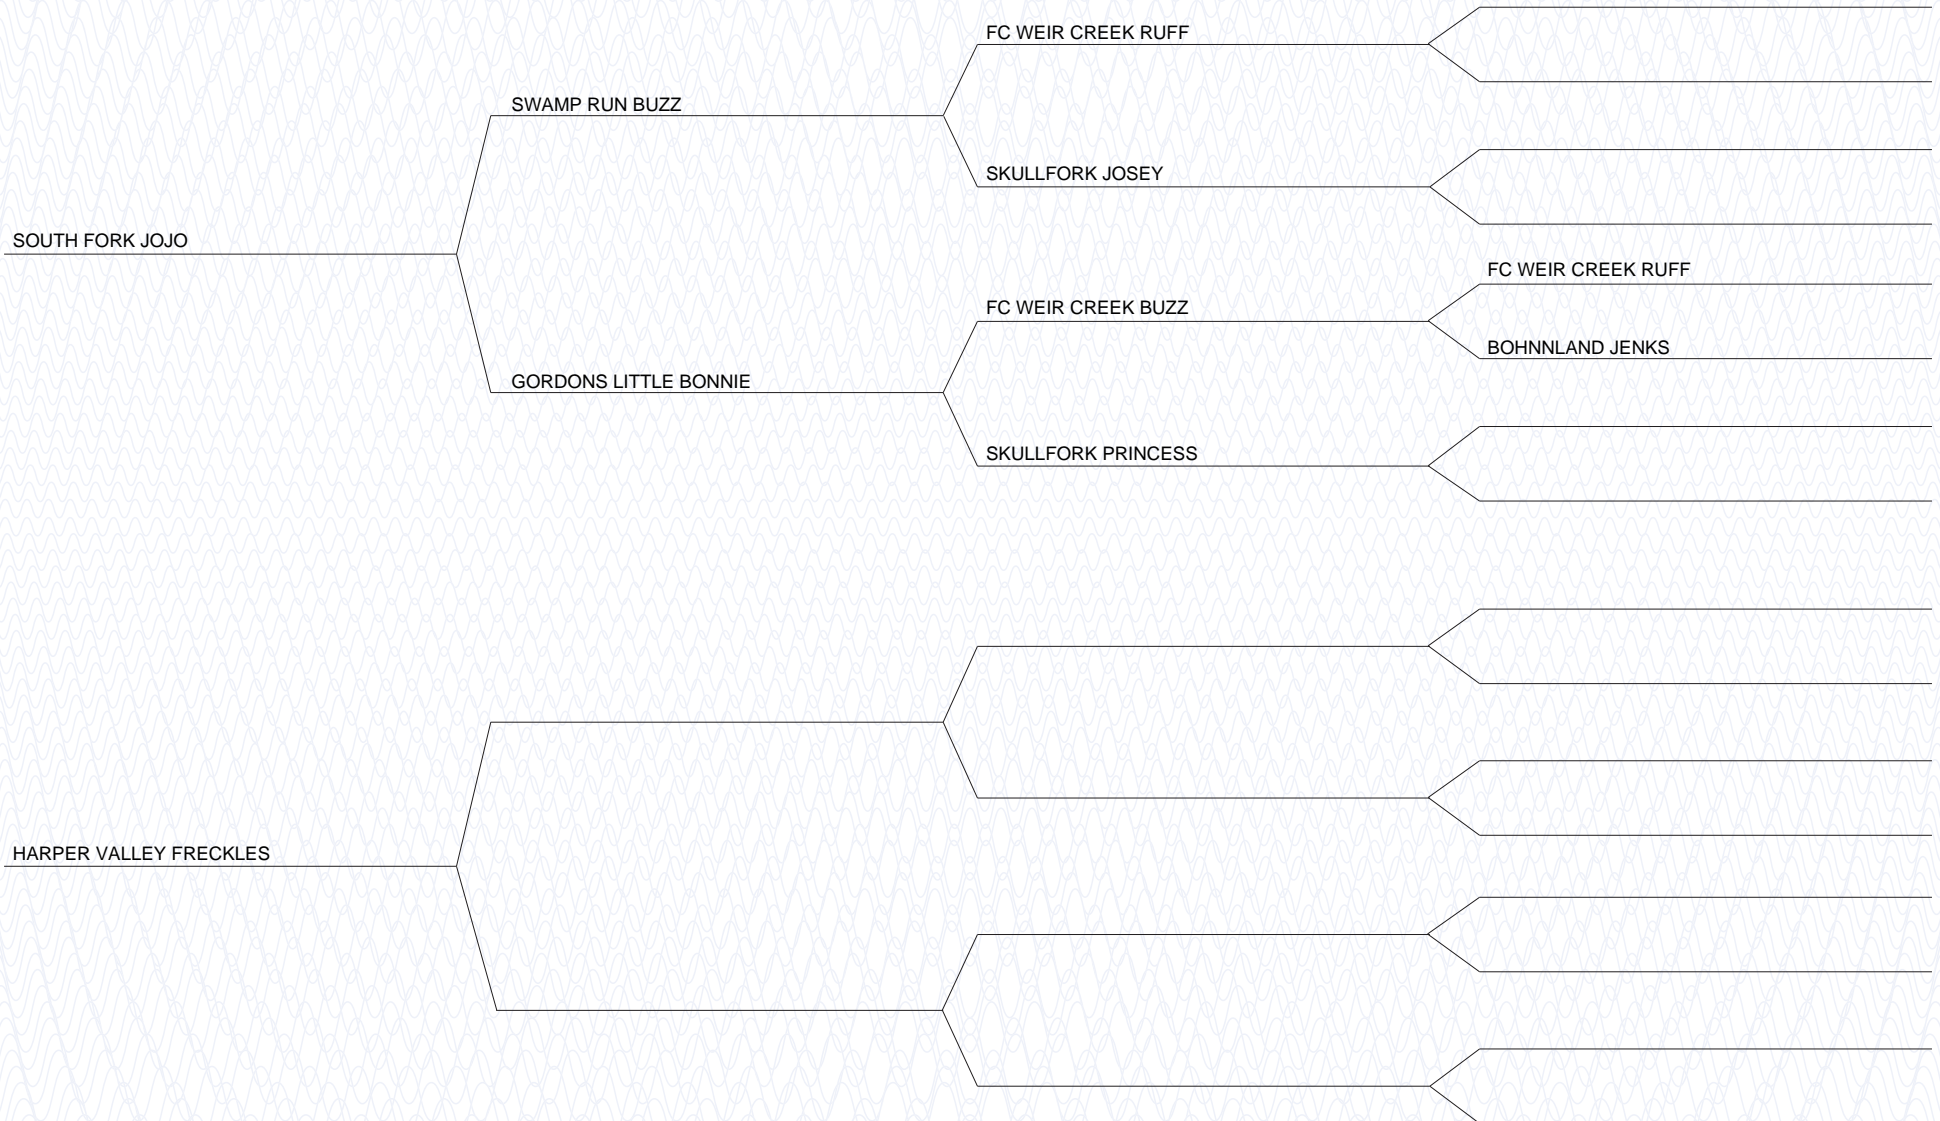 FC WEIR CREEK RUFF
SWAMP RUN BUZZ
SKULLFORK JOSEY
SOUTH FORK JOJO
FC WEIR CREEK RUFF
FC WEIR CREEK BUZZ
BOHNNLAND JENKS
GORDONS LITTLE BONNIE
SKULLFORK PRINCESS
HARPER VALLEY FRECKLES